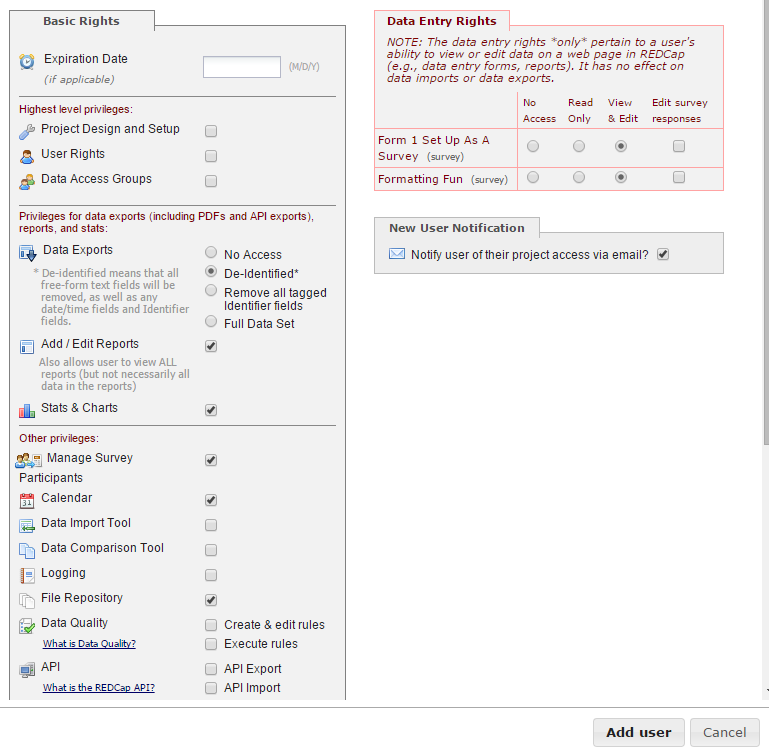 Basic Rights
Expiration Date
(if applicable)
(M/D/Y)
Highest level privileges:
Project Design and Setup
User Rights
Data Access Groups
Privileges for data exports (including PDFs and API exports),
reports, and stats:
Data Exports
* De-identified means that all
free-form text fields will be
removed, as well as any
date/time fields and Identifier
fields.
No Access
De-Identified*
Remove all tagged
Identifier fields
Full Data Set
Add / Edit Reports
Also allows user to view ALL
reports (but not necessarily all
data in the reports)
Stats & Charts
Other privileges:
Manage Survey
Participants
Calendar
Data Import Tool
Data Comparison Tool
Logging
File Repository
Data Quality
What is Data Quality?
Create & edit rules
Execute rules
API
What is the REDCap API?
API Export
API Import
Data Entry Rights
NOTE: The data entry rights *only* pertain to a user's
ability to view or edit data on a web page in REDCap
(e.g., data entry forms, reports). It has no effect on
data imports or data exports.
No Read View Edit survey
Access Only & Edit responses
Form 1 Set Up As A
Survey (survey)
Formatting Fun (survey)
New User Notification
Notify user of their project access via email?
Add user Cancel